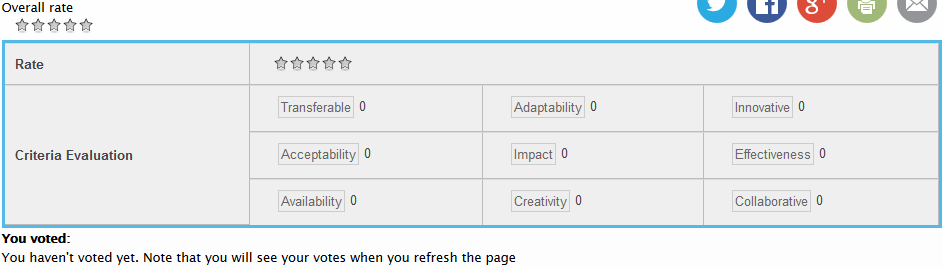 Overall rate
Rate
Criteria Evaluation
Transferable 0 Adaptability 0 Innovative 0
Acceptability 0 Impact 0 Effectiveness 0
Availability 0 Creativity 0 Collaborative 0
You voted:
You haven't voted yet. Note that you will see your votes when you refresh the page